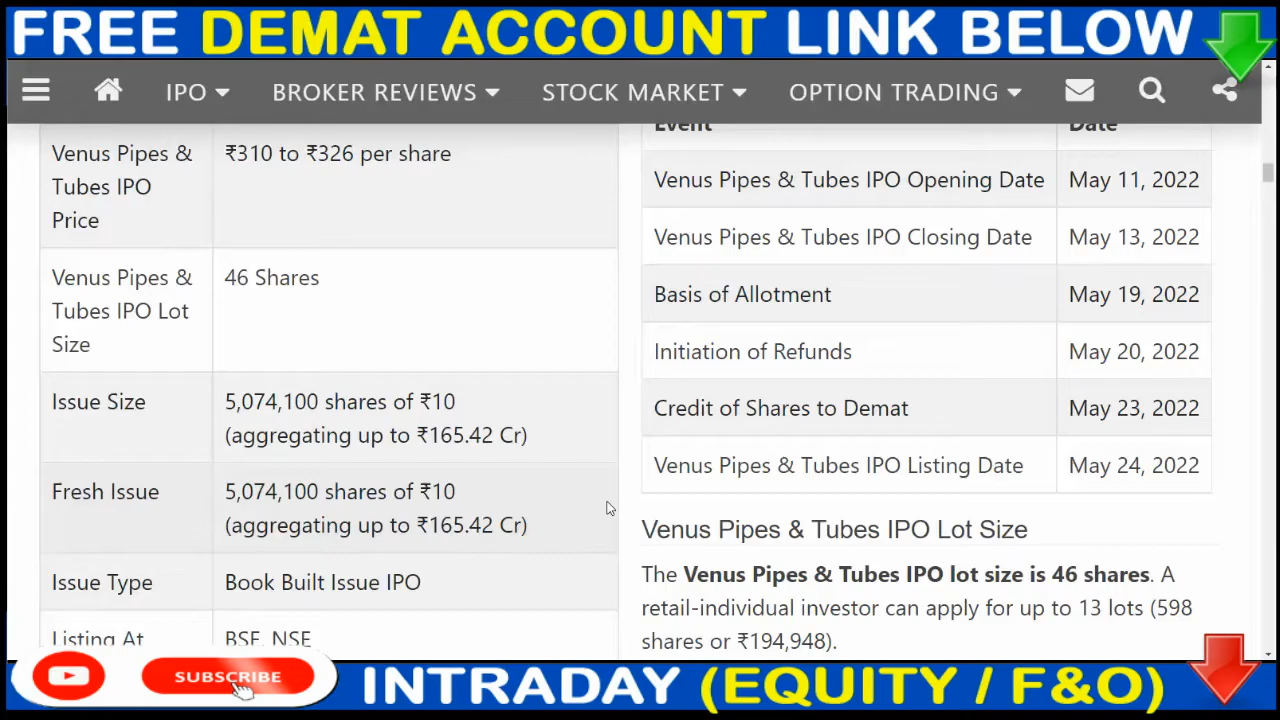 FREE DEMAT ACCOUNT LINK BELOW
IPO BROKER REVIEWS STOCK MARKET OPTION TRADING
Venus Pipes &
Tubes IPO
Price
₹310 to ₹326 per share
Venus Pipes &
Tubes IPO Lot
Size
46 Shares
Issue Size
5,074,100 shares of ₹10
(aggregating up to ₹165.42 Cr)
Fresh Issue
5,074,100 shares of ₹10
(aggregating up to ₹165.42 Cr)
Issue Type
Book Built Issue IPO
Listing At
BSE, NSE
Event Date
Venus Pipes & Tubes IPO Opening Date May 11, 2022
Venus Pipes & Tubes IPO Closing Date May 13, 2022
Basis of Allotment May 19, 2022
Initiation of Refunds May 20, 2022
Credit of Shares to Demat May 23, 2022
Venus Pipes & Tubes IPO Listing Date May 24, 2022
Venus Pipes & Tubes IPO Lot Size
The Venus Pipes & Tubes IPO lot size is 46 shares. A
retail-individual investor can apply for up to 13 lots (598
shares or ₹194,948).
SUBSCRIBE
INTRADAY (EQUITY / F&O)